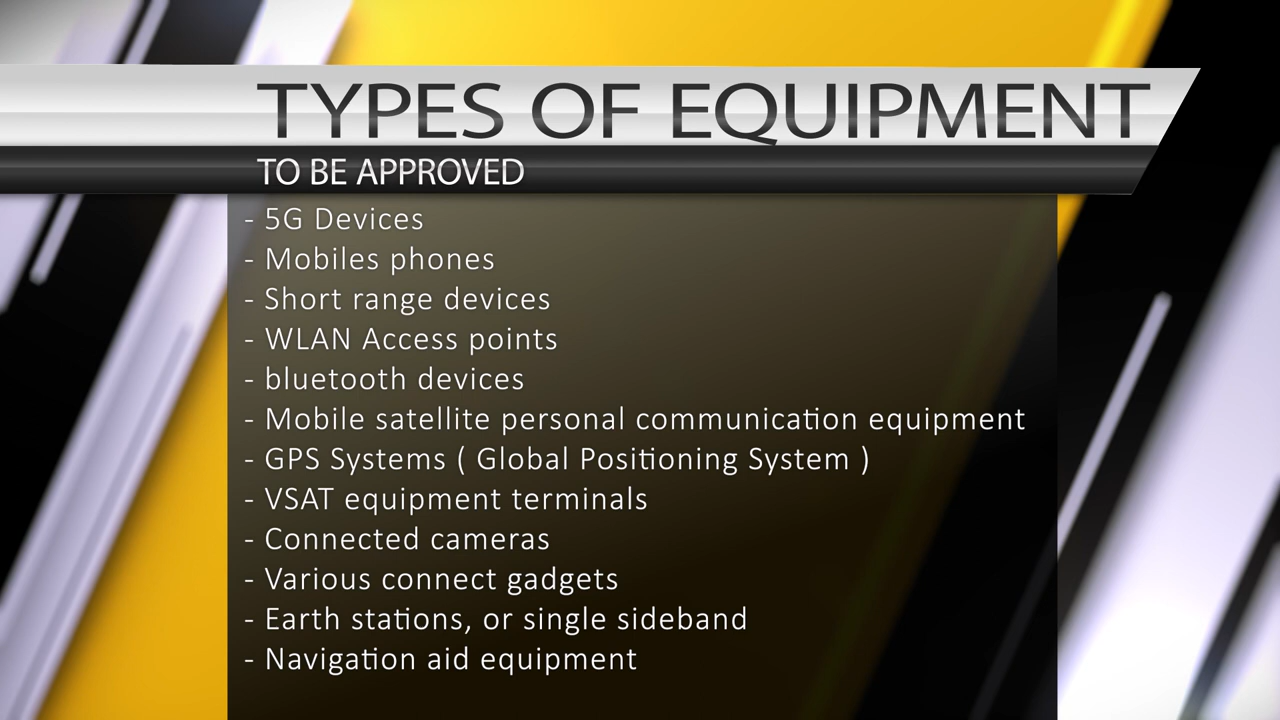 TYPES OF EQUIPMENT
TO BE APPROVED
- 5G Devices
- Mobiles phones
- Short range devices
- WLAN Access points
- bluetooth devices
- Mobile satellite personal communication equipment
- GPS Systems ( Global Positioning System )
- VSAT equipment terminals
- Connected cameras
- Various connect gadgets
- Earth stations, or single sideband
- Navigation aid equipment